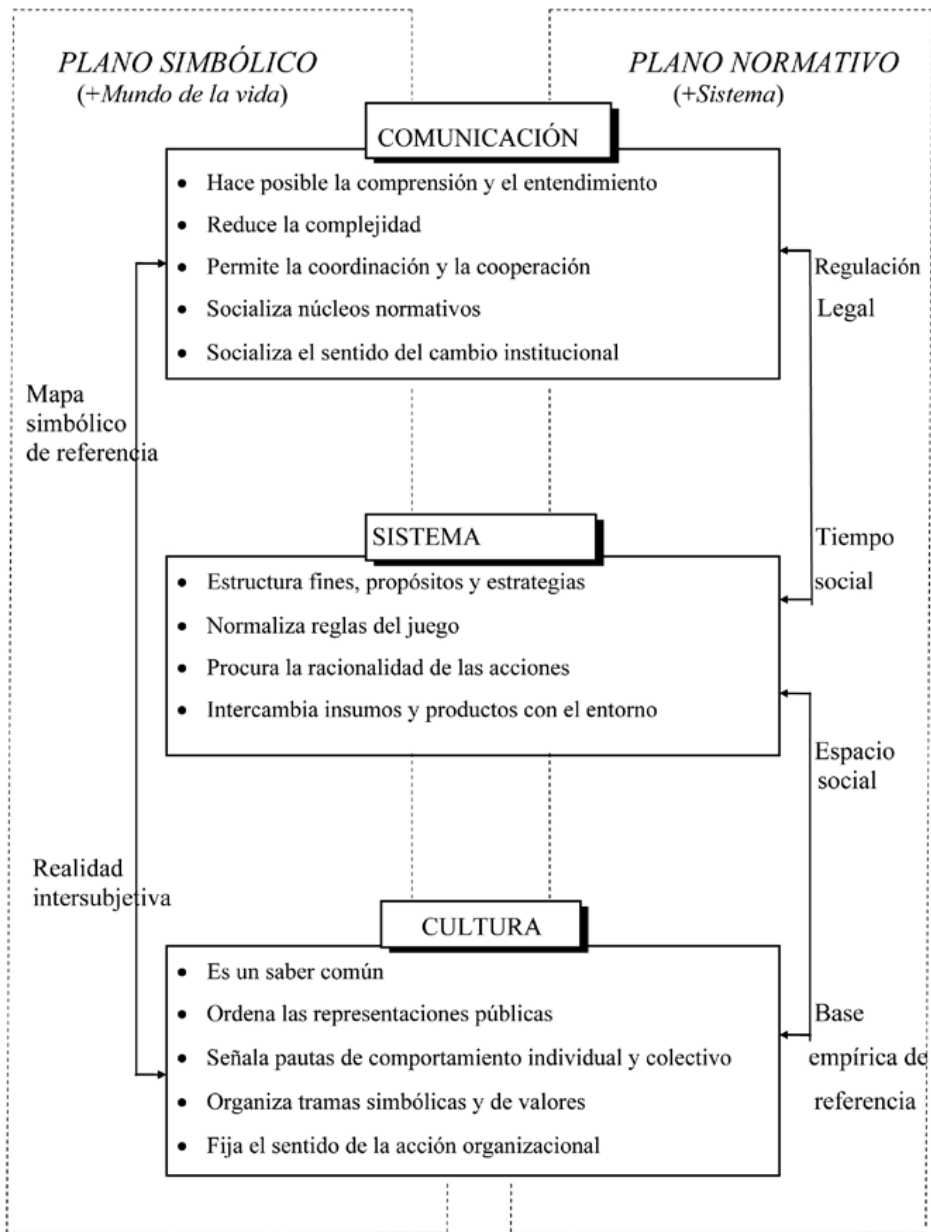 PLANO SIMBÓLICO
(+Mundo de la vida)
PLANO NORMATIVO
(+Sistema)
COMUNICACIÓN
• Hace posible la comprensión y el entendimiento
• Reduce la complejidad
• Permite la coordinación y la cooperación
• Socializa núcleos normativos
• Socializa el sentido del cambio institucional
Regulación
Legal
Mapa
simbólico
de referencia
SISTEMA
• Estructura fines, propósitos y estrategias
• Normaliza reglas del juego
• Procura la racionalidad de las acciones
• Intercambia insumos y productos con el entorno
Tiempo
social
Espacio
social
Realidad
intersubjetiva
CULTURA
• Es un saber común
• Ordena las representaciones públicas
• Señala pautas de comportamiento individual y colectivo
• Organiza tramas simbólicas y de valores
• Fija el sentido de la acción organizacional
Base
empírica de
referencia